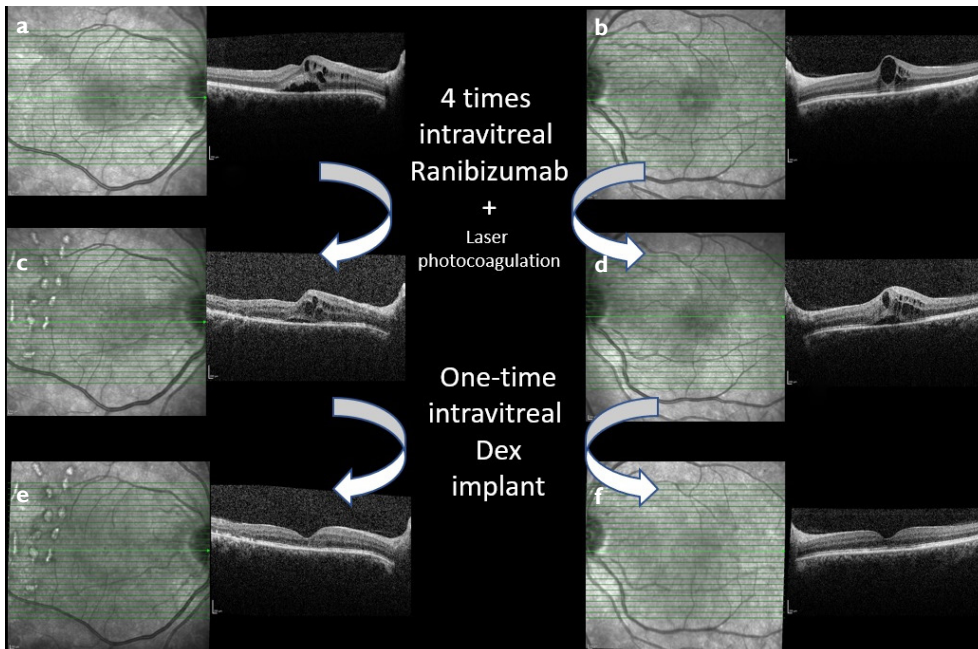 a
b
4 times
intravitreal
Ranibizumab
+
Laser
photocoagulation
c
d
One-time
intravitreal
Dex
implant
e
f